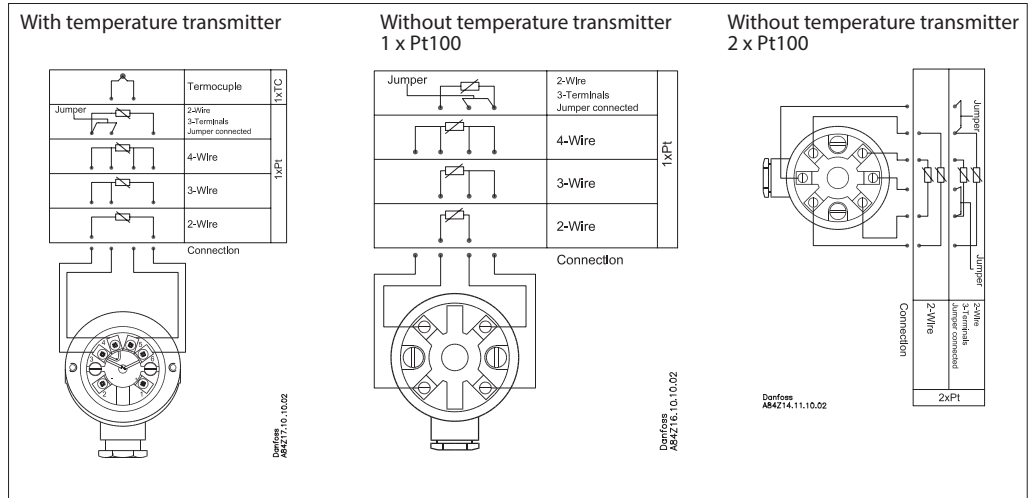 With temperature transmitter
Termocuple
1xTC
Jumper
2-Wire
3-Terminals
Jumper connected
4-Wire
3-Wire
2-Wire
1xPt
Connection
Danfoss
A84Z17.10.10.02
Without temperature transmitter
1 x Pt100
Jumper
2-Wire
3-Terminals
Jumper connected
4-Wire
3-Wire
2-Wire
1xPt
Connection
Danfoss
A84Z16.10.10.02
Without temperature transmitter
2 x Pt100
Jumper
Jumper
Connection
2-Wire
2-Wire
3-Terminals
Jumper connected
2xPt
Danfoss
A84Z14.11.10.02